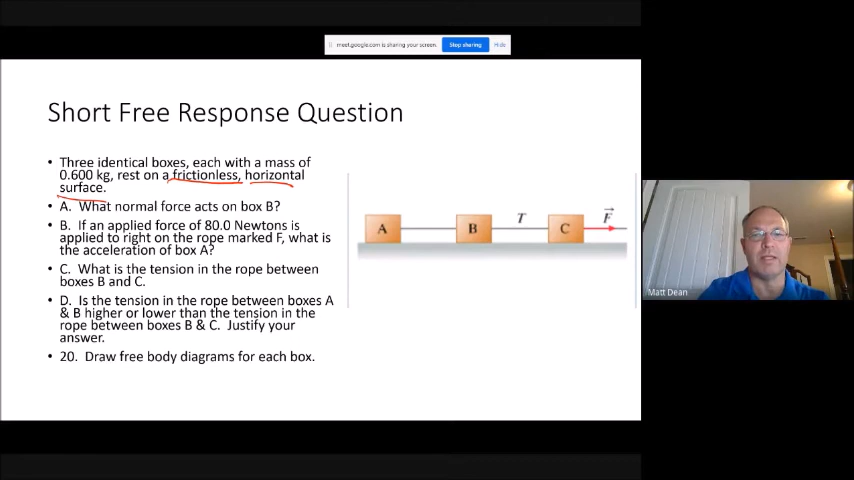 meet.google.com is sharing your screen.
Stop sharing
Hide
Short Free Response Question
• Three identical boxes, each with a mass of
0.600 kg, rest on a frictionless, horizontal
surface.
• A. What normal force acts on box B?
• B. If an applied force of 80.0 Newtons is
applied to right on the rope marked F, what is
the acceleration of box A?
• C. What is the tension in the rope between
boxes B and C.
• D. Is the tension in the rope between boxes A
& B higher or lower than the tension in the
rope between boxes B & C. Justify your
answer.
• 20. Draw free body diagrams for each box.
A
B
T
C
F
Matt Dean